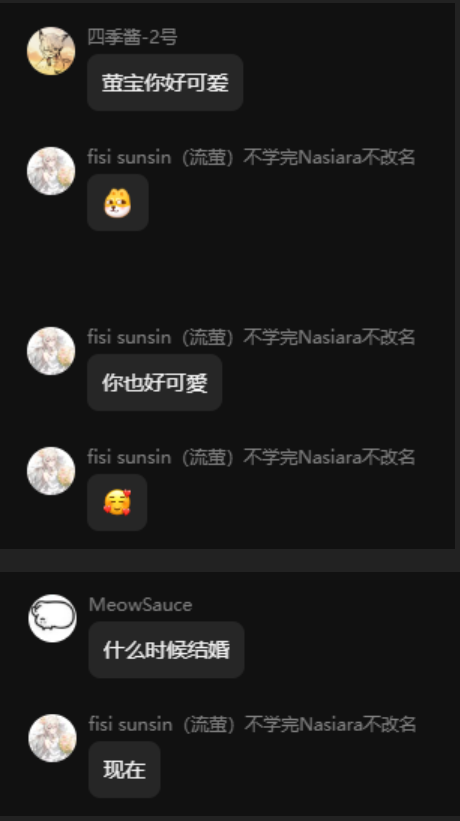 四季酱-2号
萤宝你好可爱
fisi sunsin（流萤）不学完Nasiara不改名
fisi sunsin（流萤）不学完Nasiara不改名
你也好可愛
fisi sunsin（流萤）不学完Nasiara不改名
MeowSauce
什么时候结婚
fisi sunsin（流萤）不学完Nasiara不改名
现在